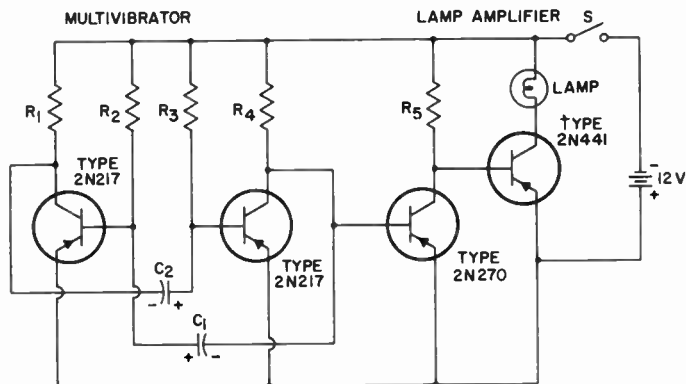 MULTIVIBRATOR
LAMP AMPLIFIER
S
R1
R2
R3
R4
R5
LAMP
TYPE
2N217
†TYPE
2N441
-
12V
+
C2
- +
TYPE
2N217
TYPE
2N270
C1
+ -